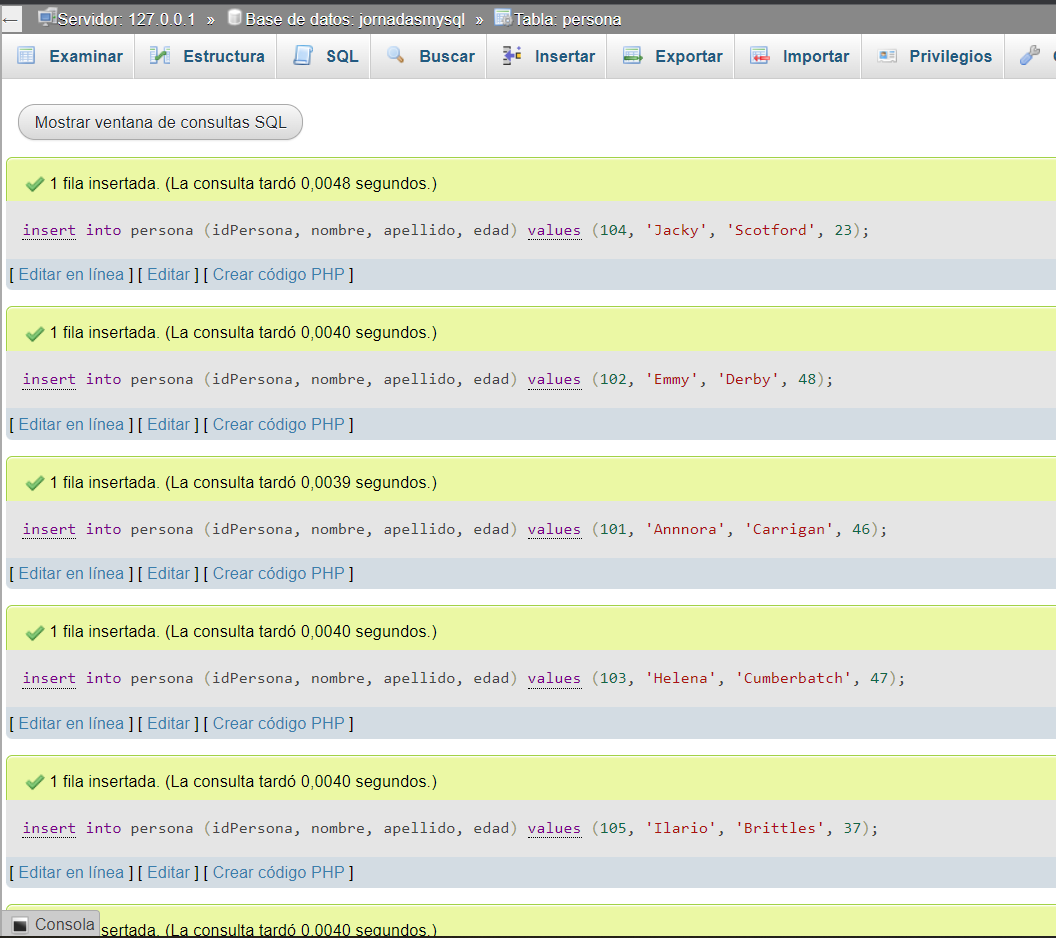 ← Servidor: 127.0.0.1 » Base de datos: jornadasmysql » Tabla: persona
Examinar Estructura SQL Buscar Insertar Exportar Importar Privilegios
Mostrar ventana de consultas SQL
1 fila insertada. (La consulta tardó 0,0048 segundos.)
insert into persona (idPersona, nombre, apellido, edad) values (104, 'Jacky', 'Scotford', 23);
[ Editar en línea ] [ Editar ] [ Crear código PHP ]
1 fila insertada. (La consulta tardó 0,0040 segundos.)
insert into persona (idPersona, nombre, apellido, edad) values (102, 'Emmy', 'Derby', 48);
[ Editar en línea ] [ Editar ] [ Crear código PHP ]
1 fila insertada. (La consulta tardó 0,0039 segundos.)
insert into persona (idPersona, nombre, apellido, edad) values (101, 'Annnora', 'Carrigan', 46);
[ Editar en línea ] [ Editar ] [ Crear código PHP ]
1 fila insertada. (La consulta tardó 0,0040 segundos.)
insert into persona (idPersona, nombre, apellido, edad) values (103, 'Helena', 'Cumberbatch', 47);
[ Editar en línea ] [ Editar ] [ Crear código PHP ]
1 fila insertada. (La consulta tardó 0,0040 segundos.)
insert into persona (idPersona, nombre, apellido, edad) values (105, 'Ilario', 'Brittles', 37);
[ Editar en línea ] [ Editar ] [ Crear código PHP ]
Consola sertada. (La consulta tardó 0,0040 segundos.)